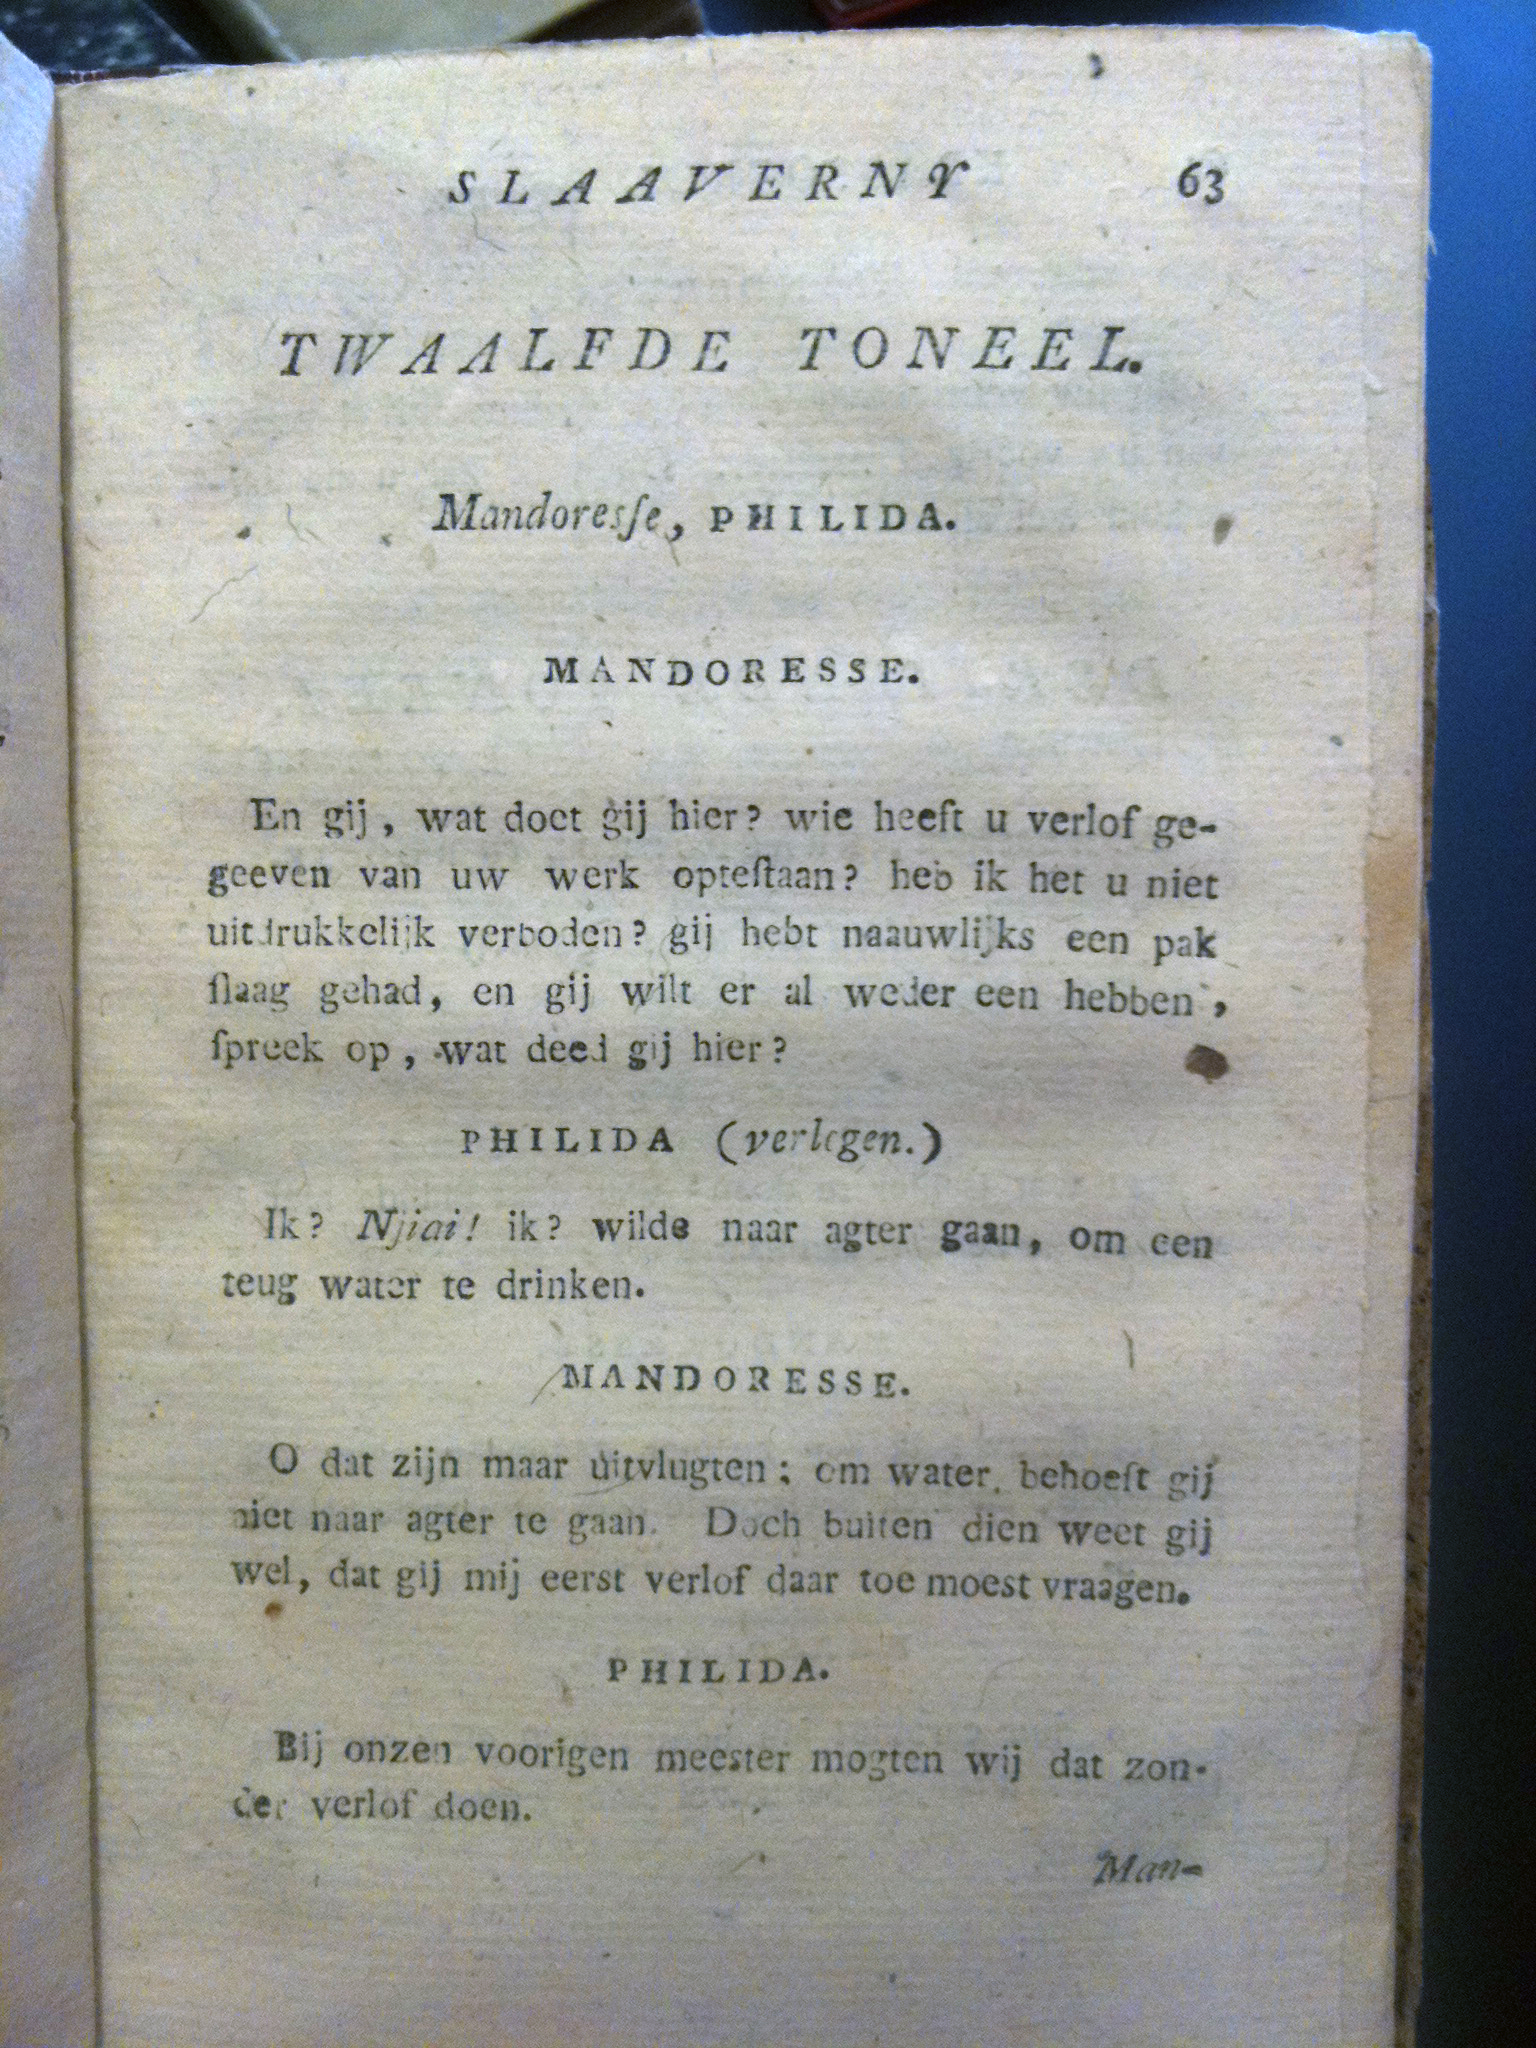 SLAAVERNY 63
TWAALFDE TONEEL.
Mandoresſe, PHILIDA.
MANDORESSE.
En gij, wat doet gij hier? wie heeft u verlof ge-
geeven van uw werk opteſtaan? heb ik het u niet
uitdrukkelijk verboden? gij hebt naauwlijks een pak
ſlaag gehad, en gij wilt er al weder een hebben,
ſpreek op, wat deed gij hier?
PHILIDA (verlegen.)
Ik? Njiai! ik? wilde naar agter gaan, om een
teug water te drinken.
MANDORESSE.
O dat zijn maar uitvlugten; om water, behoeft gij
niet naar agter te gaan. Doch buiten dien weet gij
wel, dat gij mij eerst verlof daar toe moest vraagen.
PHILIDA.
Bij onzen voorigen meester mogten wij dat zon-
der verlof doen.
Man-